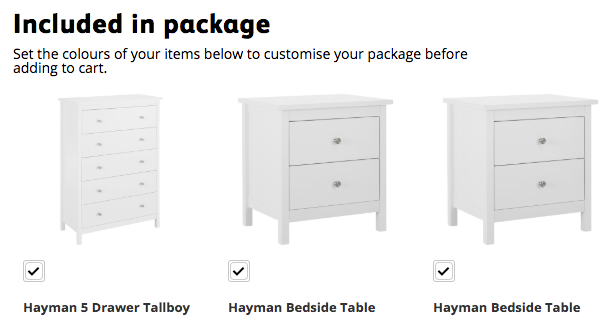 Included in package
Set the colours of your items below to customise your package before
adding to cart.
Hayman 5 Drawer Tallboy
Hayman Bedside Table
Hayman Bedside Table